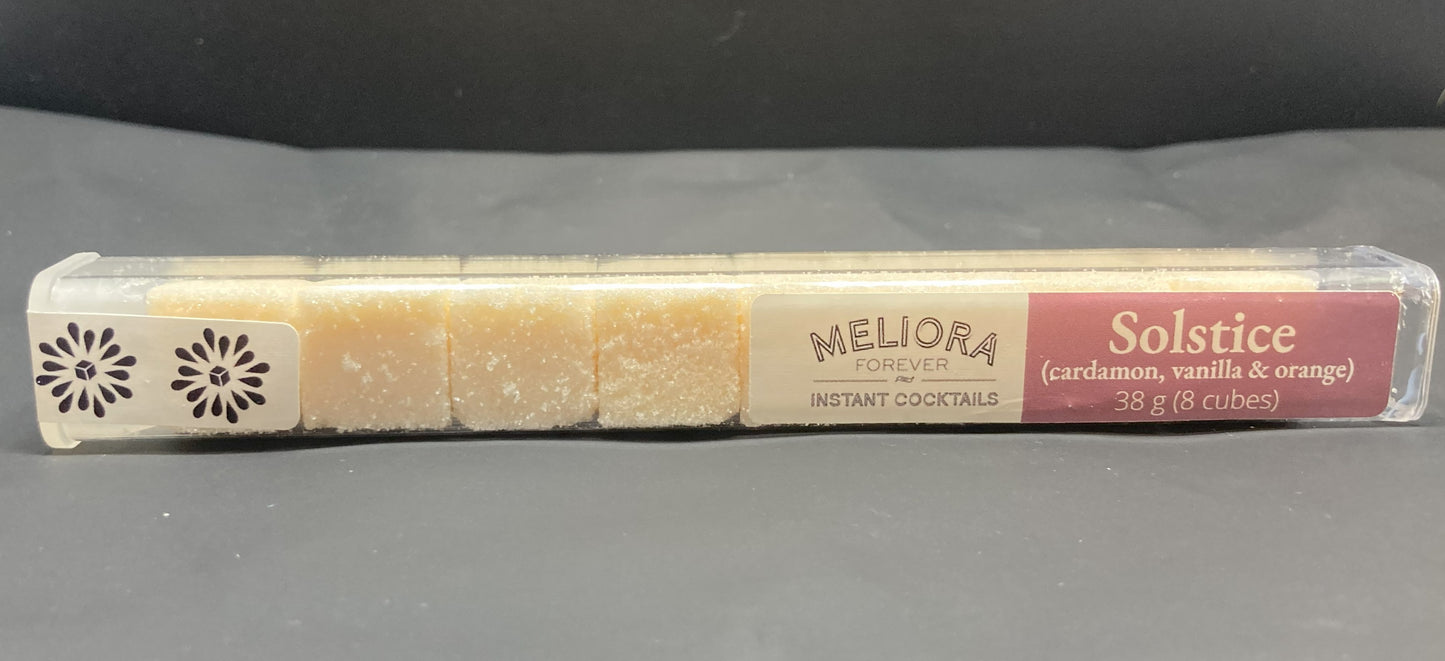 MELIORA
FOREVER
INSTANT COCKTAILS
Solstice
(cardamon, vanilla & orange)
38 g (8 cubes)